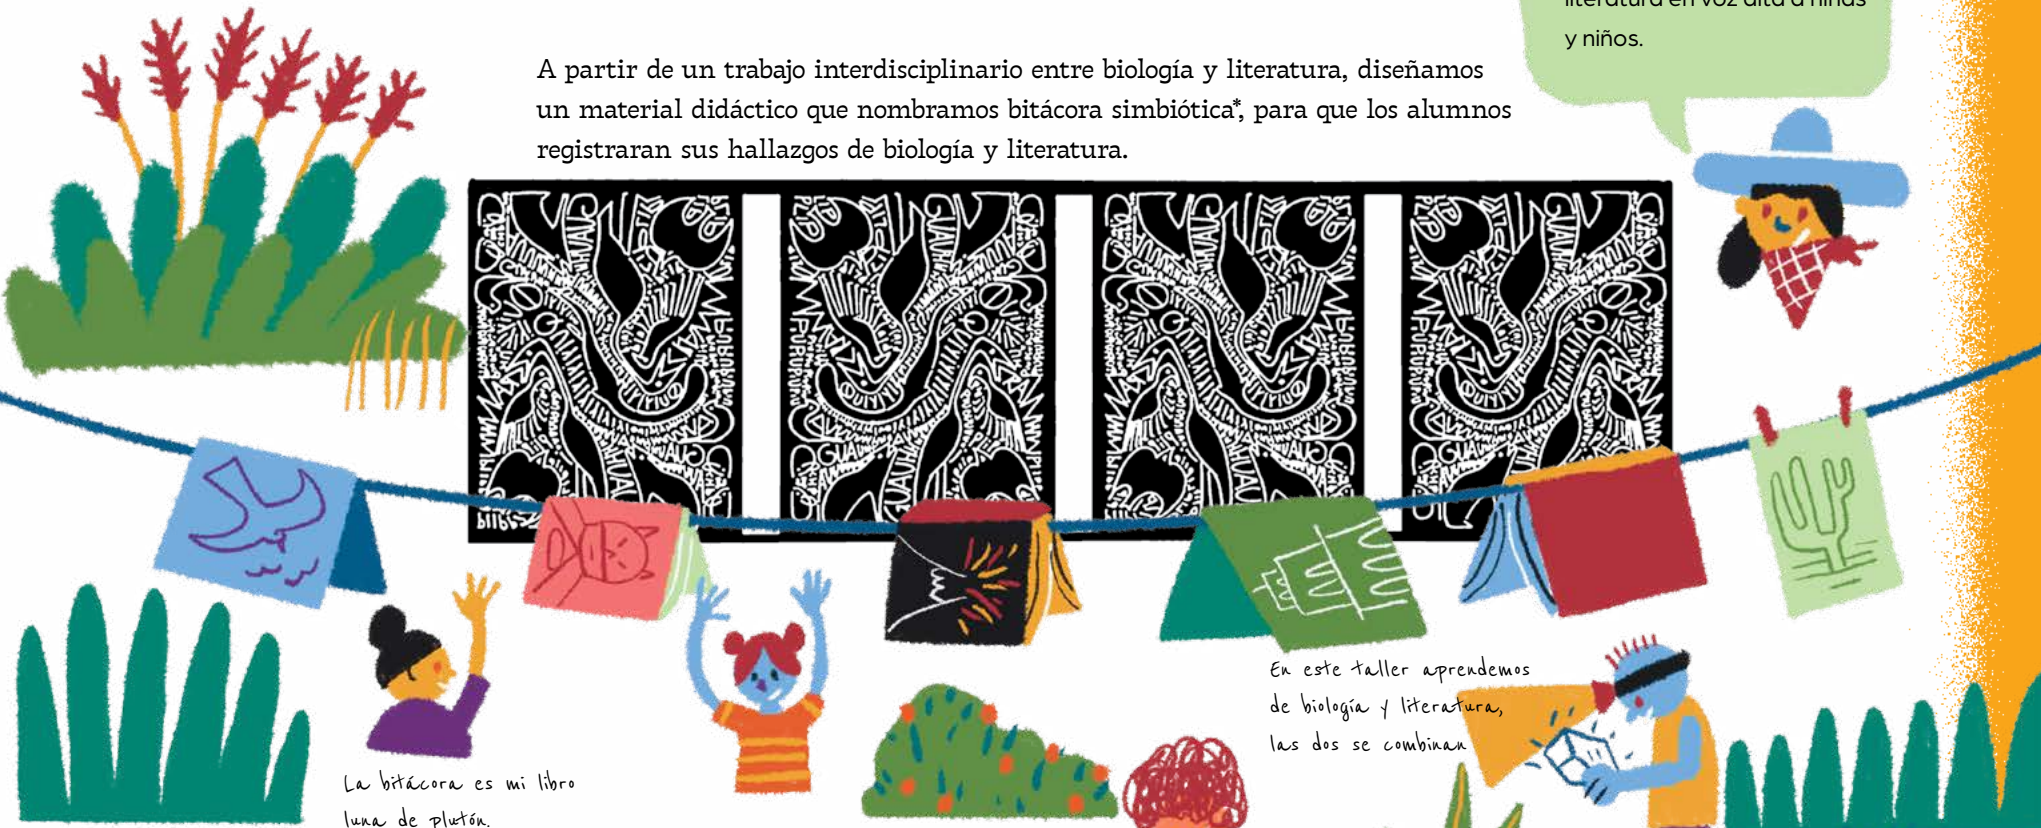 literatura en voz alta a niñas
y niños.
A partir de un trabajo interdisciplinario entre biología y literatura, diseñamos
un material didáctico que nombramos bitácora simbiótica*, para que los alumnos
registraran sus hallazgos de biología y literatura.
En este taller aprendemos
de biología y literatura,
las dos se combinan
La bitácora es mi libro
luna de plutón.